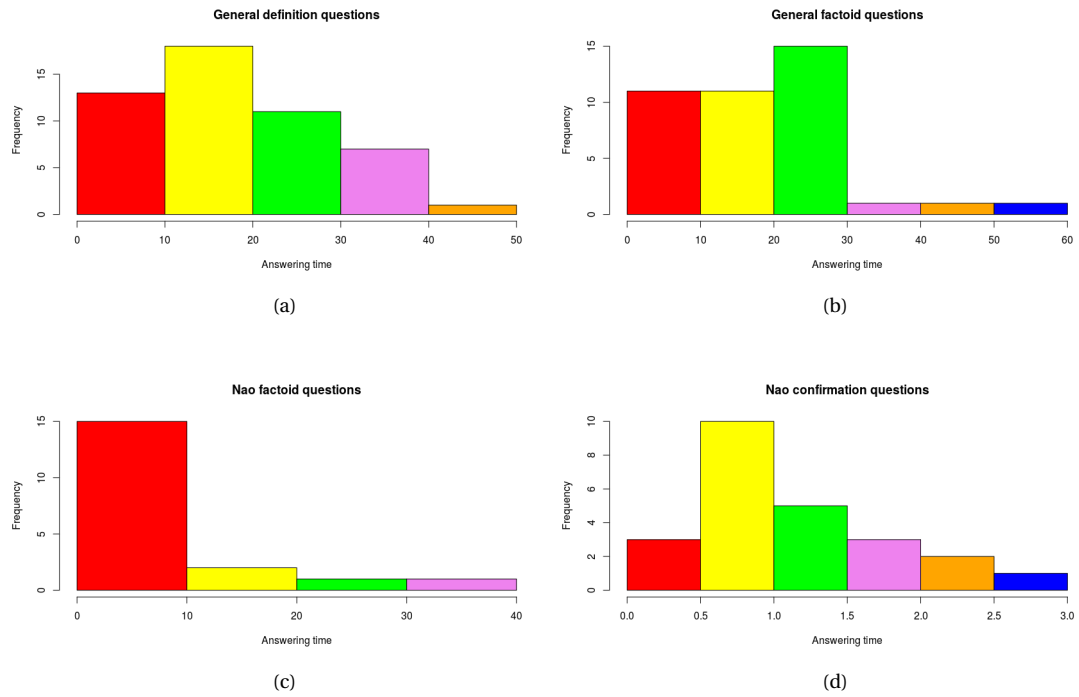 General definition questions
Frequency
0 5 10 15
0 10 20 30 40 50
Answering time
(a)
General factoid questions
Frequency
0 5 10 15
0 10 20 30 40 50 60
Answering time
(b)
Nao factoid questions
Frequency
0 5 10 15
0 10 20 30 40
Answering time
(c)
Nao confirmation questions
Frequency
0 2 4 6 8 10
0.0 0.5 1.0 1.5 2.0 2.5 3.0
Answering time
(d)